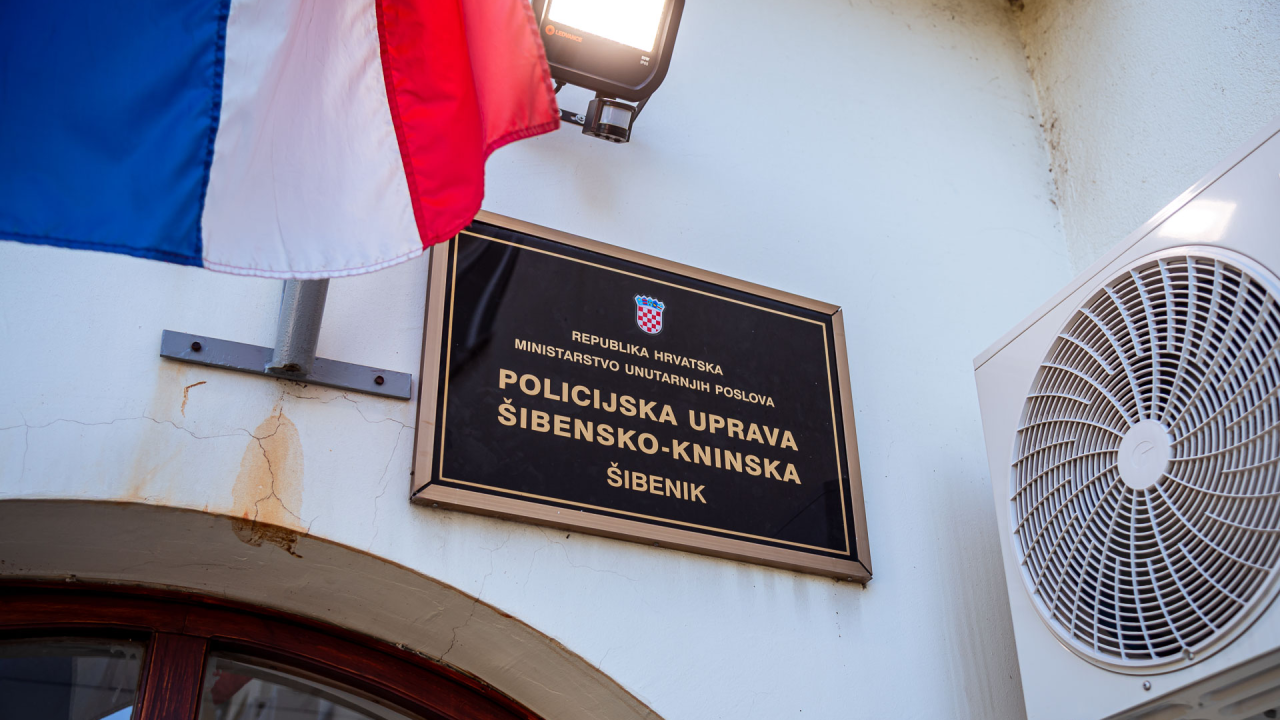 REPUBLIKA HRVATSKA
MINISTARSTVO UNUTARNJIH POSLOVA
POLICIJSKA UPRAVA
ŠIBENSKO-KNINSKA
ŠIBENIK